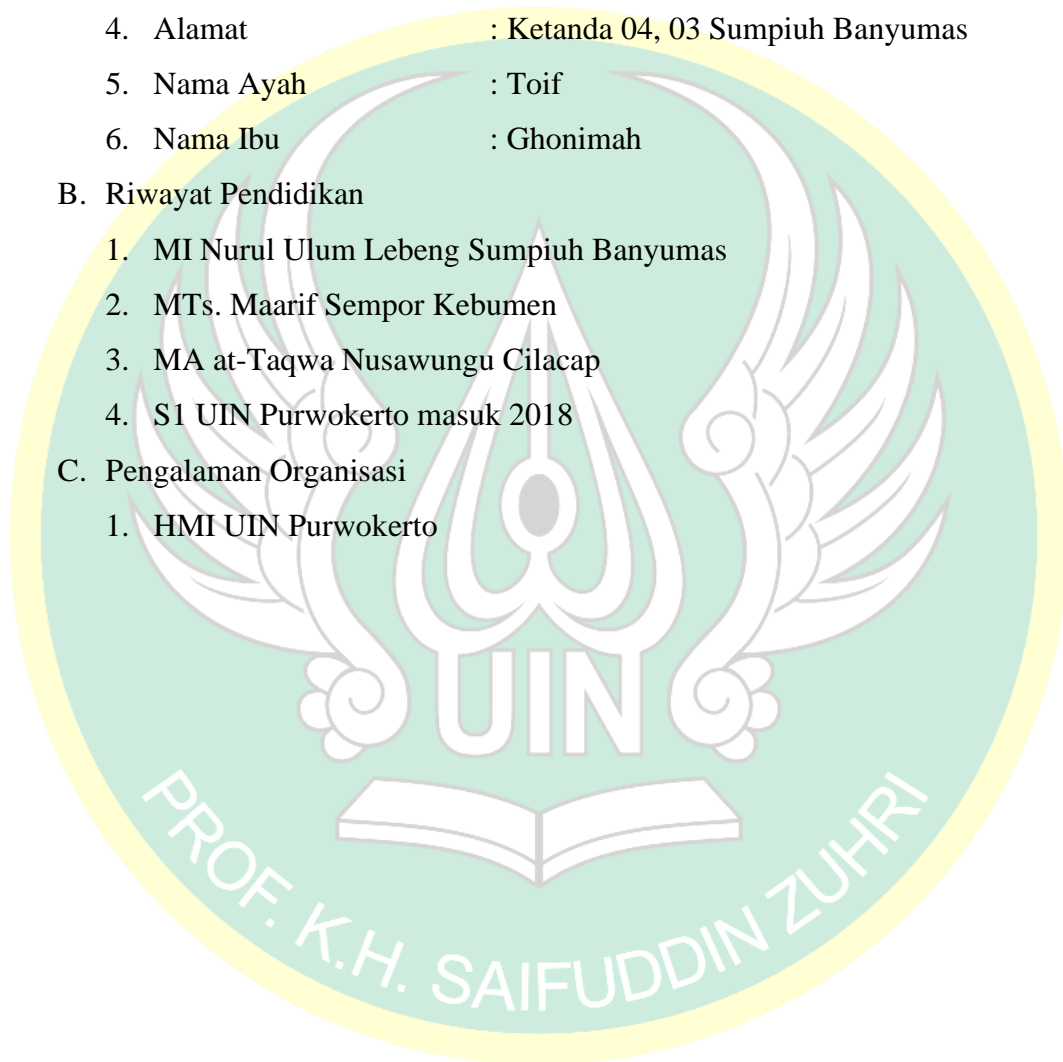 4. Alamat : Ketanda 04, 03 Sumpiuh Banyumas
5. Nama Ayah : Toif
6. Nama Ibu : Ghonimah
B. Riwayat Pendidikan
1. MI Nurul Ulum Lebeng Sumpiuh Banyumas
2. MTs. Maarif Sempor Kebumen
3. MA at-Taqwa Nusawungu Cilacap
4. S1 UIN Purwokerto masuk 2018
C. Pengalaman Organisasi
1. HMI UIN Purwokerto
UIN
PROF. K.H. SAIFUDDIN ZUHRI